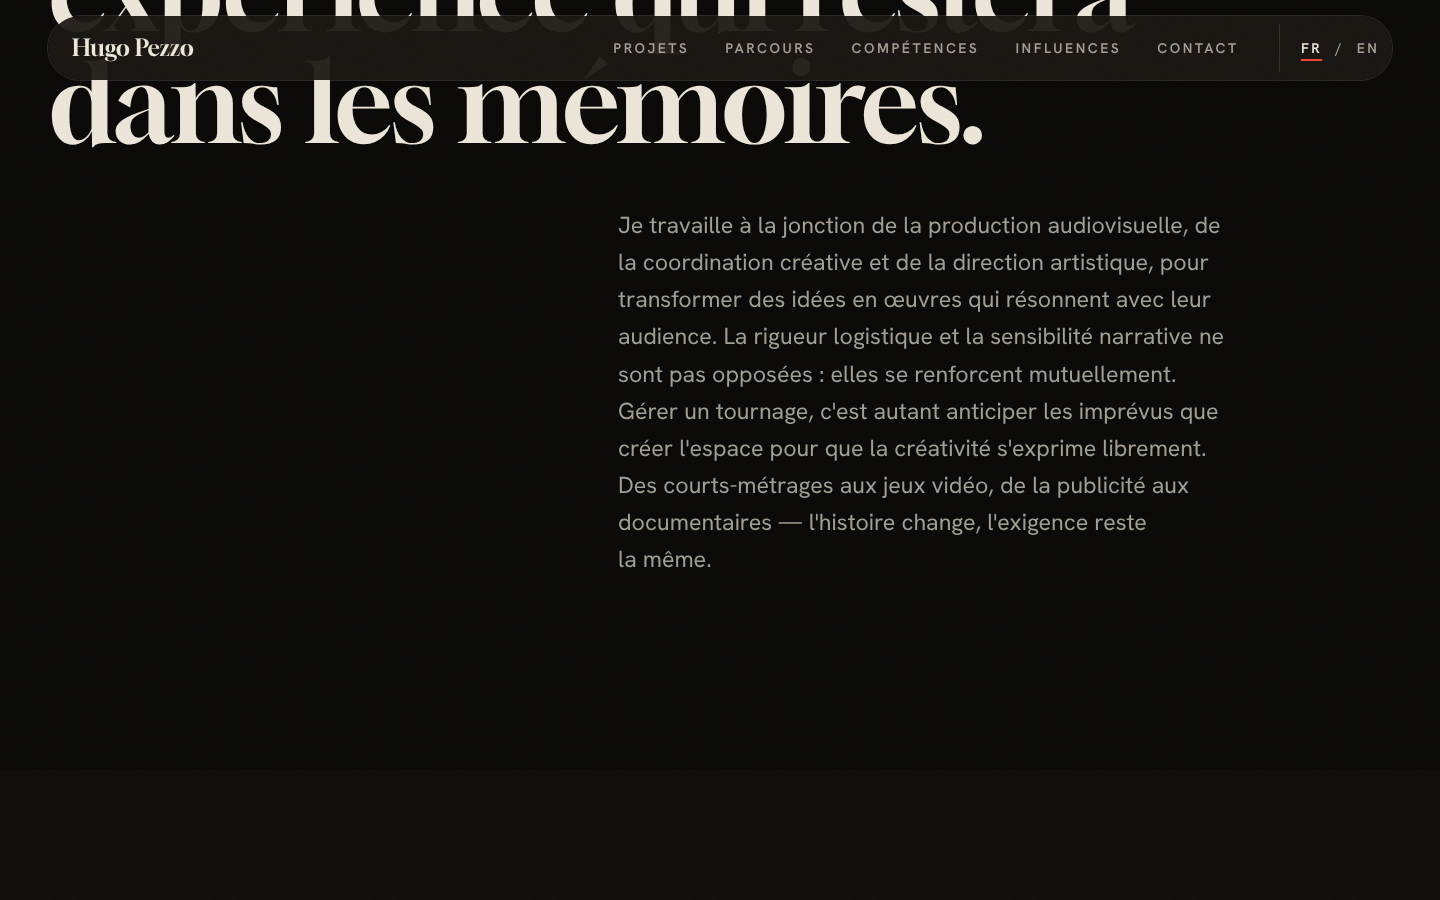 expérience qui restera
Hugo Pezzo
PROJETS
PARCOURS
COMPÉTENCES
INFLUENCES
CONTACT
FR / EN
dans les mémoires.
Je travaille à la jonction de la production audiovisuelle, de
la coordination créative et de la direction artistique, pour
transformer des idées en œuvres qui résonnent avec leur
audience. La rigueur logistique et la sensibilité narrative ne
sont pas opposées : elles se renforcent mutuellement.
Gérer un tournage, c'est autant anticiper les imprévus que
créer l'espace pour que la créativité s'exprime librement.
Des courts-métrages aux jeux vidéo, de la publicité aux
documentaires — l'histoire change, l'exigence reste
la même.